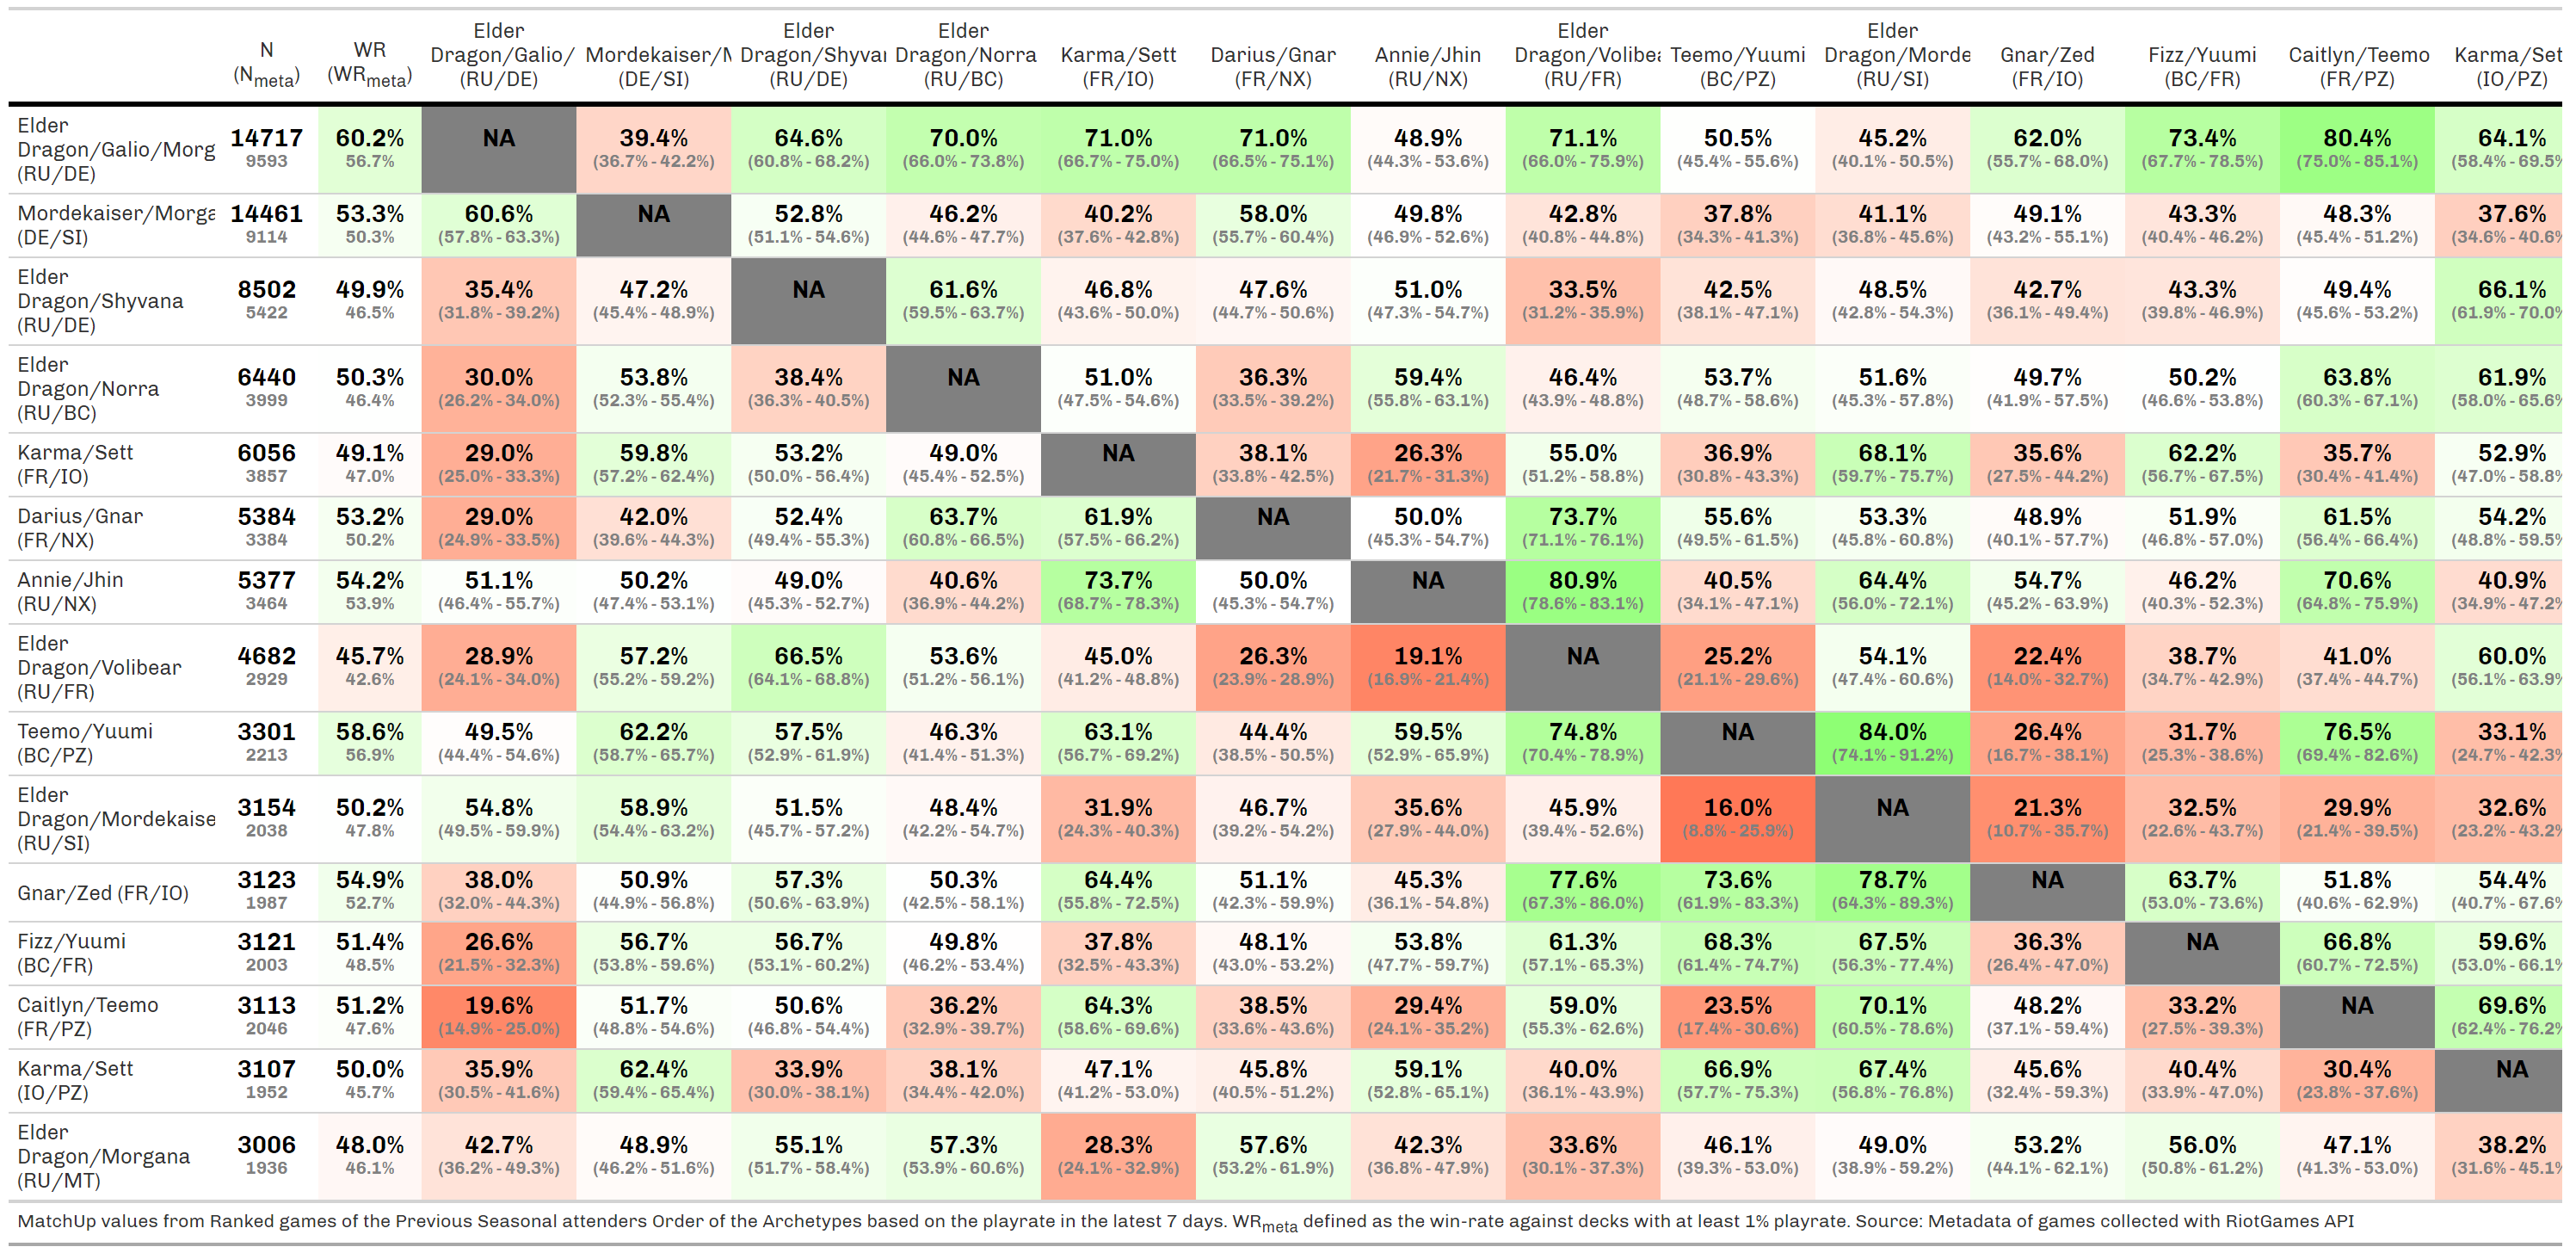 N (Nmeta) WR (WRmeta) Elder Dragon/Galio/ (RU/DE) Mordekaiser/M (DE/SI) Elder Dragon/Shyvar (RU/DE) Elder Dragon/Norra (RU/BC) Karma/Sett (FR/IO) Darius/Gnar (FR/NX) Annie/Jhin (RU/NX) Elder Dragon/Volibea (RU/FR) Teemo/Yuumi (BC/PZ) Elder Dragon/Morde (RU/SI) Gnar/Zed (FR/IO) Fizz/Yuumi (BC/FR) Caitlyn/Teemo (FR/PZ) Karma/Set (IO/PZ)
Elder Dragon/Galio/Morg (RU/DE) 14717 60.2% NA 39.4% 64.6% 70.0% 71.0% 71.0% 48.9% 71.1% 50.5% 45.2% 62.0% 73.4% 80.4% 64.1%
9593 56.7% (36.7% - 42.2%) (60.8% - 68.2%) (66.0% - 73.8%) (66.7% - 75.0%) (66.5% - 75.1%) (44.3% - 53.6%) (66.0% - 75.9%) (45.4% - 55.6%) (40.1% - 50.5%) (55.7% - 68.0%) (67.7% - 78.5%) (75.0% - 85.1%) (58.4% - 69.5%
Mordekaiser/Morga (DE/SI) 14461 53.3% 60.6% NA 52.8% 46.2% 40.2% 58.0% 49.8% 42.8% 37.8% 41.1% 49.1% 43.3% 48.3% 37.6%
9114 50.3% (57.8% - 63.3%) (51.1% - 54.6%) (44.6% - 47.7%) (37.6% - 42.8%) (55.7% - 60.4%) (46.9% - 52.6%) (40.8% - 44.8%) (34.3% - 41.3%) (36.8% - 45.6%) (43.2% - 55.1%) (40.4% - 46.2%) (45.4% - 51.2%) (34.6% - 40.6%
Elder Dragon/Shyvana (RU/DE) 8502 49.9% 35.4% 47.2% NA 61.6% 46.8% 47.6% 51.0% 33.5% 42.5% 48.5% 42.7% 43.3% 49.4% 66.1%
5422 46.5% (31.8% - 39.2%) (45.4% - 48.9%) (59.5% - 63.7%) (43.6% - 50.0%) (44.7% - 50.6%) (47.3% - 54.7%) (31.2% - 35.9%) (38.1% - 47.1%) (42.8% - 54.3%) (36.1% - 49.4%) (39.8% - 46.9%) (45.6% - 53.2%) (61.9% - 70.0%
Elder Dragon/Norra (RU/BC) 6440 50.3% 30.0% 53.8% 38.4% NA 51.0% 36.3% 59.4% 46.4% 53.7% 51.6% 49.7% 50.2% 63.8% 61.9%
3999 46.4% (26.2% - 34.0%) (52.3% - 55.4%) (36.3% - 40.5%) (47.5% - 54.6%) (33.5% - 39.2%) (55.8% - 63.1%) (43.9% - 48.8%) (48.7% - 58.6%) (45.3% - 57.8%) (41.9% - 57.5%) (46.6% - 53.8%) (60.3% - 67.1%) (58.0% - 65.6%
Karma/Sett (FR/IO) 6056 49.1% 29.0% 59.8% 53.2% 49.0% NA 38.1% 26.3% 55.0% 36.9% 68.1% 35.6% 62.2% 35.7% 52.9%
3857 47.0% (25.0% - 33.3%) (57.2% - 62.4%) (50.0% - 56.4%) (45.4% - 52.5%) (33.8% - 42.5%) (21.7% - 31.3%) (51.2% - 58.8%) (30.8% - 43.3%) (59.7% - 75.7%) (27.5% - 44.2%) (56.7% - 67.5%) (30.4% - 41.4%) (47.0% - 58.8%
Darius/Gnar (FR/NX) 5384 53.2% 29.0% 42.0% 52.4% 63.7% 61.9% NA 50.0% 73.7% 55.6% 53.3% 48.9% 51.9% 61.5% 54.2%
3384 50.2% (24.9% - 33.5%) (39.6% - 44.3%) (49.4% - 55.3%) (60.8% - 66.5%) (57.5% - 66.2%) (45.3% - 54.7%) (71.1% - 76.1%) (49.5% - 61.5%) (45.8% - 60.8%) (40.1% - 57.7%) (46.8% - 57.0%) (56.4% - 66.4%) (48.8% - 59.5%
Annie/Jhin (RU/NX) 5377 54.2% 51.1% 50.2% 49.0% 40.6% 73.7% 50.0% NA 80.9% 40.5% 64.4% 54.7% 46.2% 70.6% 40.9%
3464 53.9% (46.4% - 55.7%) (47.4% - 53.1%) (45.3% - 52.7%) (36.9% - 44.2%) (68.7% - 78.3%) (45.3% - 54.7%) (78.6% - 83.1%) (34.1% - 47.1%) (56.0% - 72.1%) (45.2% - 63.9%) (40.3% - 52.3%) (64.8% - 75.9%) (34.9% - 47.2%
Elder Dragon/Volibear (RU/FR) 4682 45.7% 28.9% 57.2% 66.5% 53.6% 45.0% 26.3% 19.1% NA 25.2% 54.1% 22.4% 38.7% 41.0% 60.0%
2929 42.6% (24.1% - 34.0%) (55.2% - 59.2%) (64.1% - 68.8%) (51.2% - 56.1%) (41.2% - 48.8%) (23.9% - 28.9%) (16.9% - 21.4%) (21.1% - 29.6%) (47.4% - 60.6%) (14.0% - 32.7%) (34.7% - 42.9%) (37.4% - 44.7%) (56.1% - 63.9%
Teemo/Yuumi (BC/PZ) 3301 58.6% 49.5% 62.2% 57.5% 46.3% 63.1% 44.4% 59.5% 74.8% NA 84.0% 26.4% 31.7% 76.5% 33.1%
2213 56.9% (44.4% - 54.6%) (58.7% - 65.7%) (52.9% - 61.9%) (41.4% - 51.3%) (56.7% - 69.2%) (38.5% - 50.5%) (52.9% - 65.9%) (70.4% - 78.9%) (74.1% - 91.2%) (16.7% - 38.1%) (25.3% - 38.6%) (69.4% - 82.6%) (24.7% - 42.3%
Elder Dragon/Mordekaise (RU/SI) 3154 50.2% 54.8% 58.9% 51.5% 48.4% 31.9% 46.7% 35.6% 45.9% 16.0% NA 21.3% 32.5% 29.9% 32.6%
2038 47.8% (49.5% - 59.9%) (54.4% - 63.2%) (45.7% - 57.2%) (42.2% - 54.7%) (24.3% - 40.3%) (39.2% - 54.2%) (27.9% - 44.0%) (39.4% - 52.6%) (8.8% - 25.9%) (10.7% - 35.7%) (22.6% - 43.7%) (21.4% - 39.5%) (23.2% - 43.2%
Gnar/Zed (FR/IO) 3123 54.9% 38.0% 50.9% 57.3% 50.3% 64.4% 51.1% 45.3% 77.6% 73.6% 78.7% NA 63.7% 51.8% 54.4%
1987 52.7% (32.0% - 44.3%) (44.9% - 56.8%) (50.6% - 63.9%) (42.5% - 58.1%) (55.8% - 72.5%) (42.3% - 59.9%) (36.1% - 54.8%) (67.3% - 86.0%) (61.9% - 83.3%) (64.3% - 89.3%) (53.0% - 73.6%) (40.6% - 62.9%) (40.7% - 67.6%
Fizz/Yuumi (BC/FR) 3121 51.4% 26.6% 56.7% 56.7% 49.8% 37.8% 48.1% 53.8% 61.3% 68.3% 67.5% 36.3% NA 66.8% 59.6%
2003 48.5% (21.5% - 32.3%) (53.8% - 59.6%) (53.1% - 60.2%) (46.2% - 53.4%) (32.5% - 43.3%) (43.0% - 53.2%) (47.7% - 59.7%) (57.1% - 65.3%) (61.4% - 74.7%) (56.3% - 77.4%) (26.4% - 47.0%) (60.7% - 72.5%) (53.0% - 66.1%
Caitlyn/Teemo (FR/PZ) 3113 51.2% 19.6% 51.7% 50.6% 36.2% 64.3% 38.5% 29.4% 59.0% 23.5% 70.1% 48.2% 33.2% NA 69.6%
2046 47.6% (14.9% - 25.0%) (48.8% - 54.6%) (46.8% - 54.4%) (32.9% - 39.7%) (58.6% - 69.6%) (33.6% - 43.6%) (24.1% - 35.2%) (55.3% - 62.6%) (17.4% - 30.6%) (60.5% - 78.6%) (37.1% - 59.4%) (27.5% - 39.3%) (62.4% - 76.2%
Karma/Sett (IO/PZ) 3107 50.0% 35.9% 62.4% 33.9% 38.1% 47.1% 45.8% 59.1% 40.0% 66.9% 67.4% 45.6% 40.4% 30.4% NA
1952 45.7% (30.5% - 41.6%) (59.4% - 65.4%) (30.0% - 38.1%) (34.4% - 42.0%) (41.2% - 53.0%) (40.5% - 51.2%) (52.8% - 65.1%) (36.1% - 43.9%) (57.7% - 75.3%) (56.8% - 76.8%) (32.4% - 59.3%) (33.9% - 47.0%) (23.8% - 37.6%)
Elder Dragon/Morgana (RU/MT) 3006 48.0% 42.7% 48.9% 55.1% 57.3% 28.3% 57.6% 42.3% 33.6% 46.1% 49.0% 53.2% 56.0% 47.1% 38.2%
1936 46.1% (36.2% - 49.3%) (46.2% - 51.6%) (51.7% - 58.4%) (53.9% - 60.6%) (24.1% - 32.9%) (53.2% - 61.9%) (36.8% - 47.9%) (30.1% - 37.3%) (39.3% - 53.0%) (38.9% - 59.2%) (44.1% - 62.1%) (50.8% - 61.2%) (41.3% - 53.0%) (31.6% - 45.1%
MatchUp values from Ranked games of the Previous Seasonal attenders Order of the Archetypes based on the playrate in the latest 7 days. WRmeta defined as the win-rate against decks with at least 1% playrate. Source: Metadata of games collected with RiotGames API